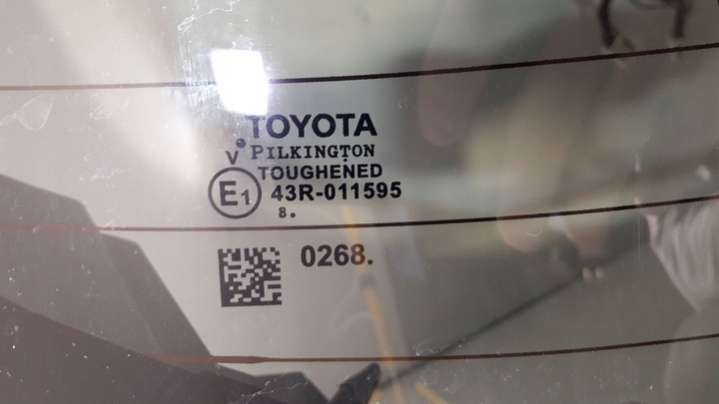 TOYOTA
V PILKINGTON
TOUGHENED
E1 43R-011595
8.
0268.